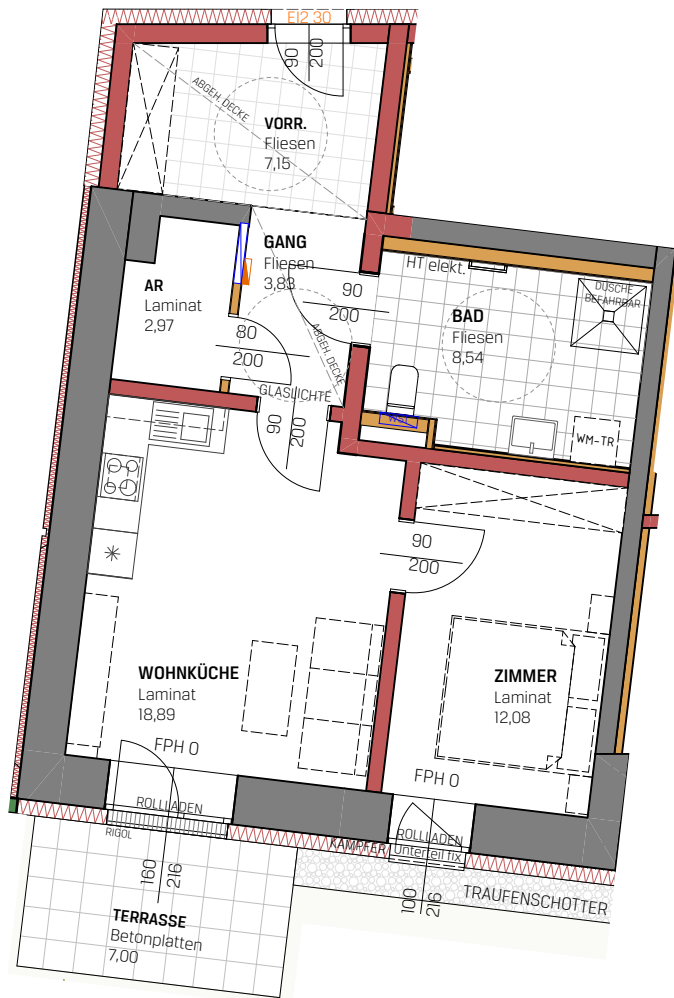 EI2 30
90
200
ABGEH. DECKE
VORR.
Fliesen
7,15
GANG
Fliesen
3,83
HT elekt.
DUSCHE
BEFAHRBAR
AR
Laminat
2,97
90
200
BAD
Fliesen
8,54
80
200
ABGEH. DECKE
GLASLICHTE
90
200
WM-TR
90
200
WOHNKÜCHE
Laminat
18,89
ZIMMER
Laminat
12,08
FPH 0
FPH 0
ROLLLADEN
RIGOL
ROLLLADEN
KÄMPFER
Unterteil fix
160
216
100
216
TRAUFENSCHOTTER
TERRASSE
Betonplatten
7,00